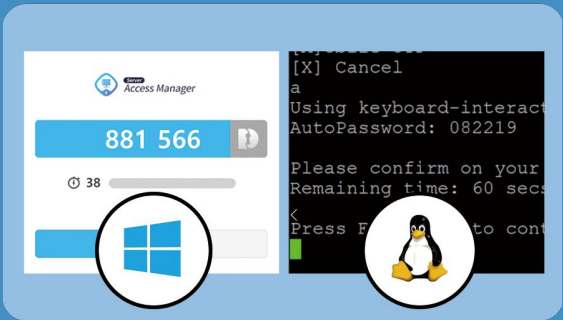 Server
Access Manager
881 566
38
[X] Cancel
a
Using keyboard-interact
AutoPassword: 082219
Please confirm on your
Remaining time: 60 secs
<
Press F
to cont